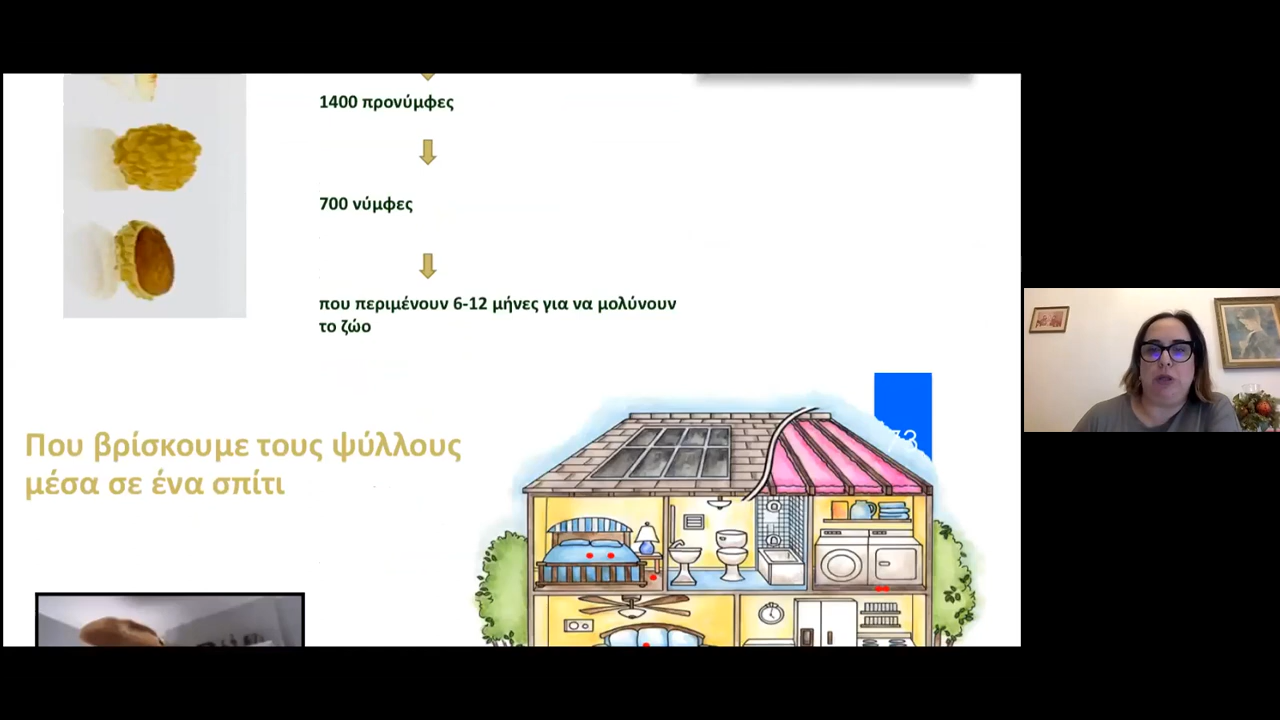 1400 προνύμφες
700 νύμφες
που περιμένουν 6-12 μήνες για να μολύνουν
το ζώο
Που βρίσκουμε τους ψύλλους
μέσα σε ένα σπίτι